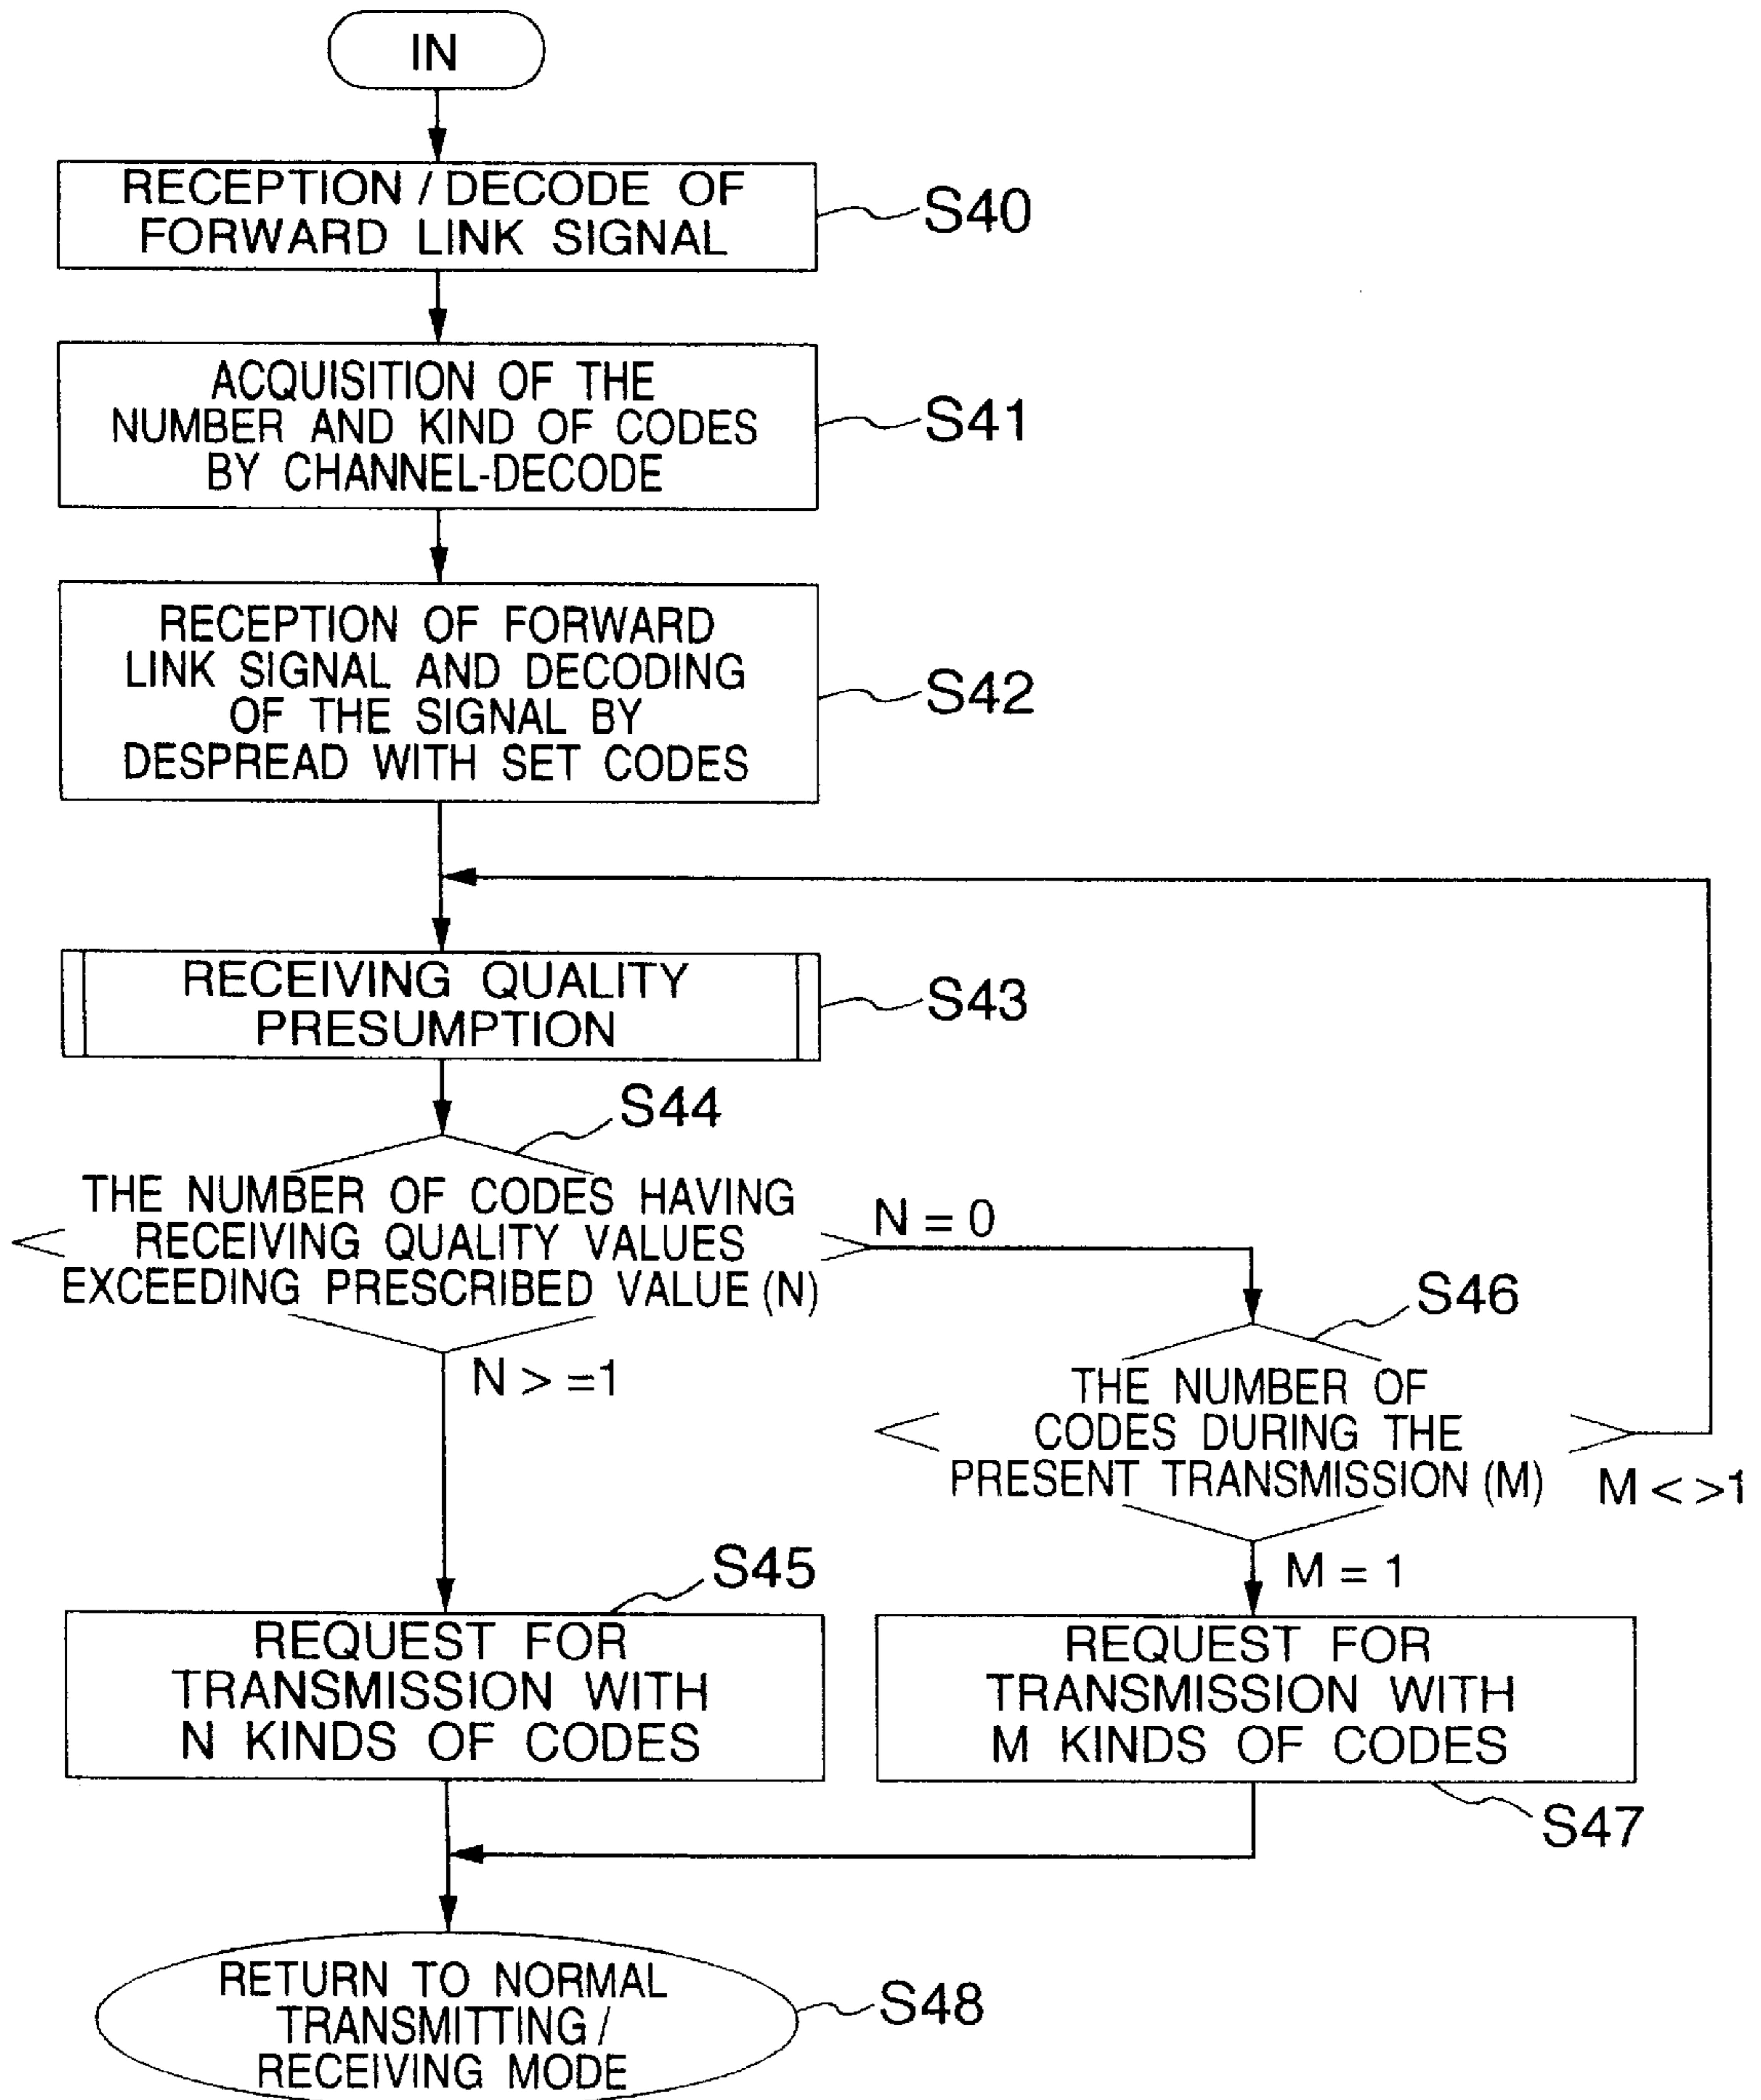 IN
RECEPTION / DECODE OF
FORWARD LINK SIGNAL
S40
ACQUISITION OF THE
NUMBER AND KIND OF CODES
BY CHANNEL-DECODE
S41
RECEPTION OF FORWARD
LINK SIGNAL AND DECODING
OF THE SIGNAL BY
DESPREAD WITH SET CODES
S42
RECEIVING QUALITY
PRESUMPTION
S43
S44
THE NUMBER OF CODES HAVING
RECEIVING QUALITY VALUES
EXCEEDING PRESCRIBED VALUE (N)
N = 0
N > =1
S46
THE NUMBER OF
CODES DURING THE
PRESENT TRANSMISSION (M)
M < >1
M = 1
S45
REQUEST FOR
TRANSMISSION WITH
N KINDS OF CODES
REQUEST FOR
TRANSMISSION WITH
M KINDS OF CODES
S47
RETURN TO NORMAL
TRANSMITTING /
RECEIVING MODE
S48